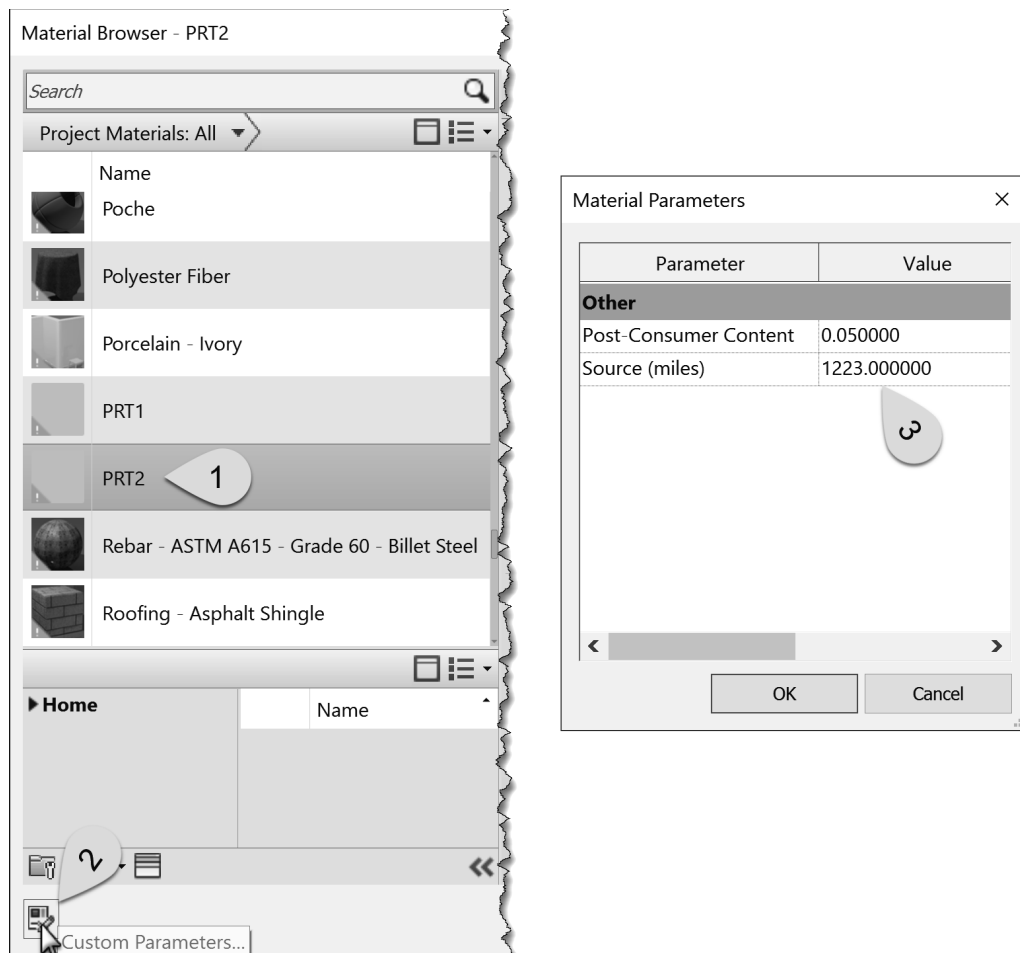 Material Browser - PRT2
Search
Project Materials: All
Name
Poche
Polyester Fiber
Porcelain - Ivory
PRT1
PRT2
1
Rebar - ASTM A615 - Grade 60 - Billet Steel
Roofing - Asphalt Shingle
Home
Name
2
Custom Parameters...
Material Parameters
Parameter Value
Other
Post-Consumer Content 0.050000
Source (miles) 1223.000000
3
OK Cancel